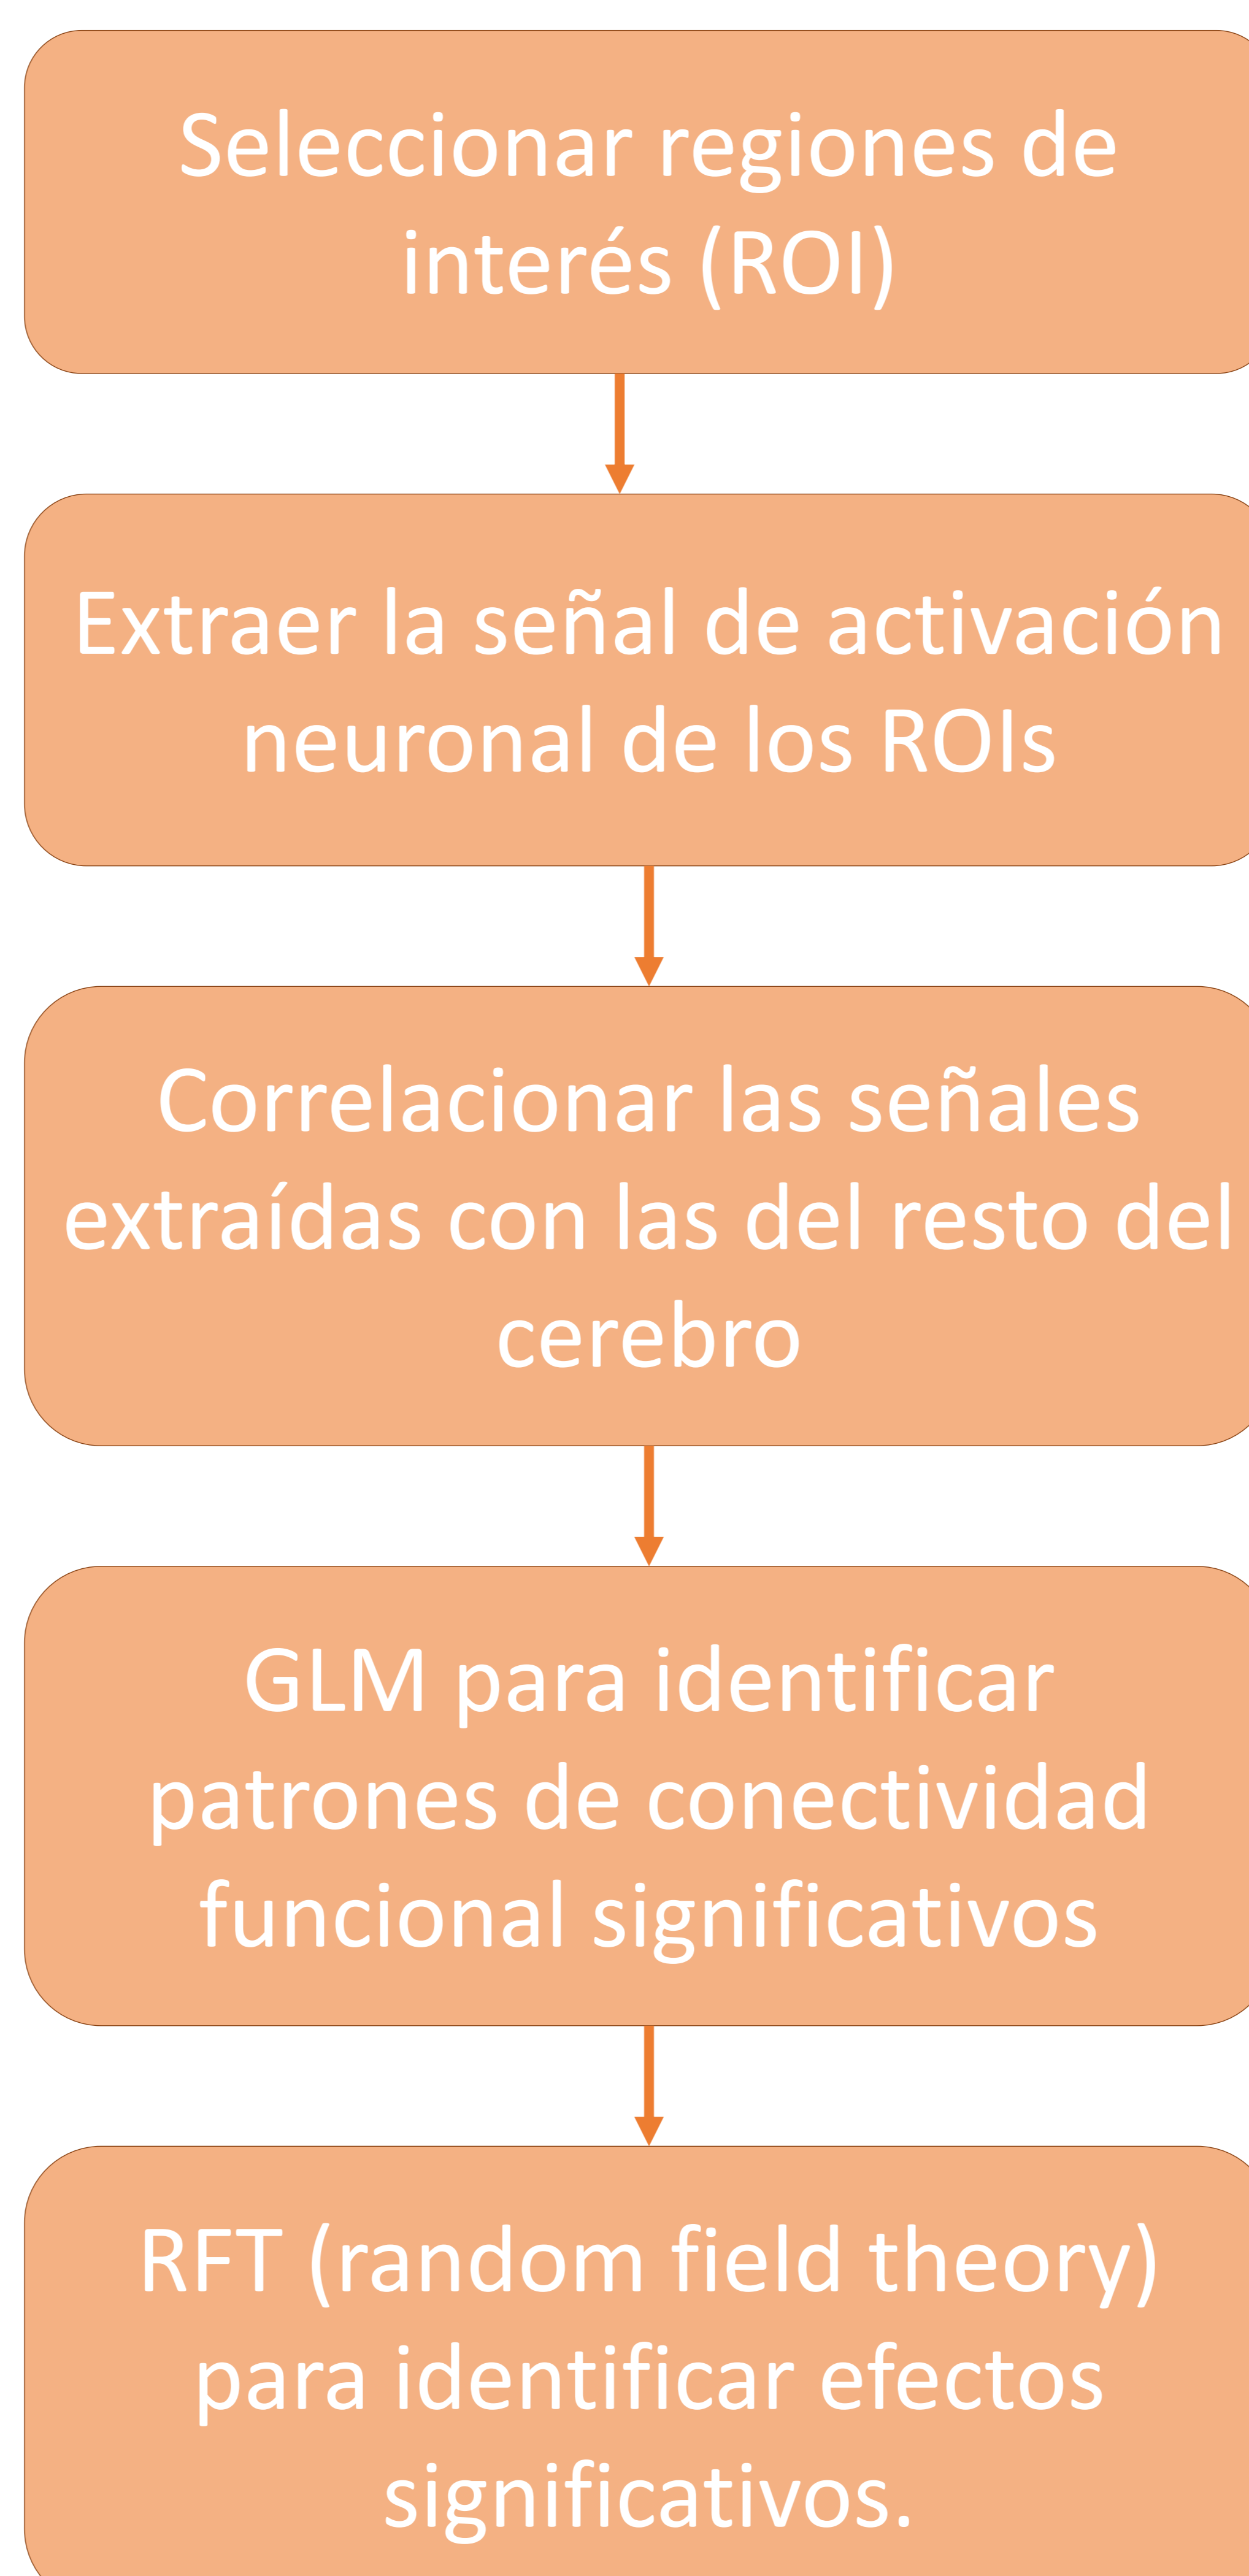 Seleccionar regiones de
interés (ROI)
Extraer la señal de activación
neuronal de los ROIs
Correlacionar las señales
extraídas con las del resto del
cerebro
GLM para identificar
patrones de conectividad
funcional significativos
RFT (random field theory)
para identificar efectos
significativos.